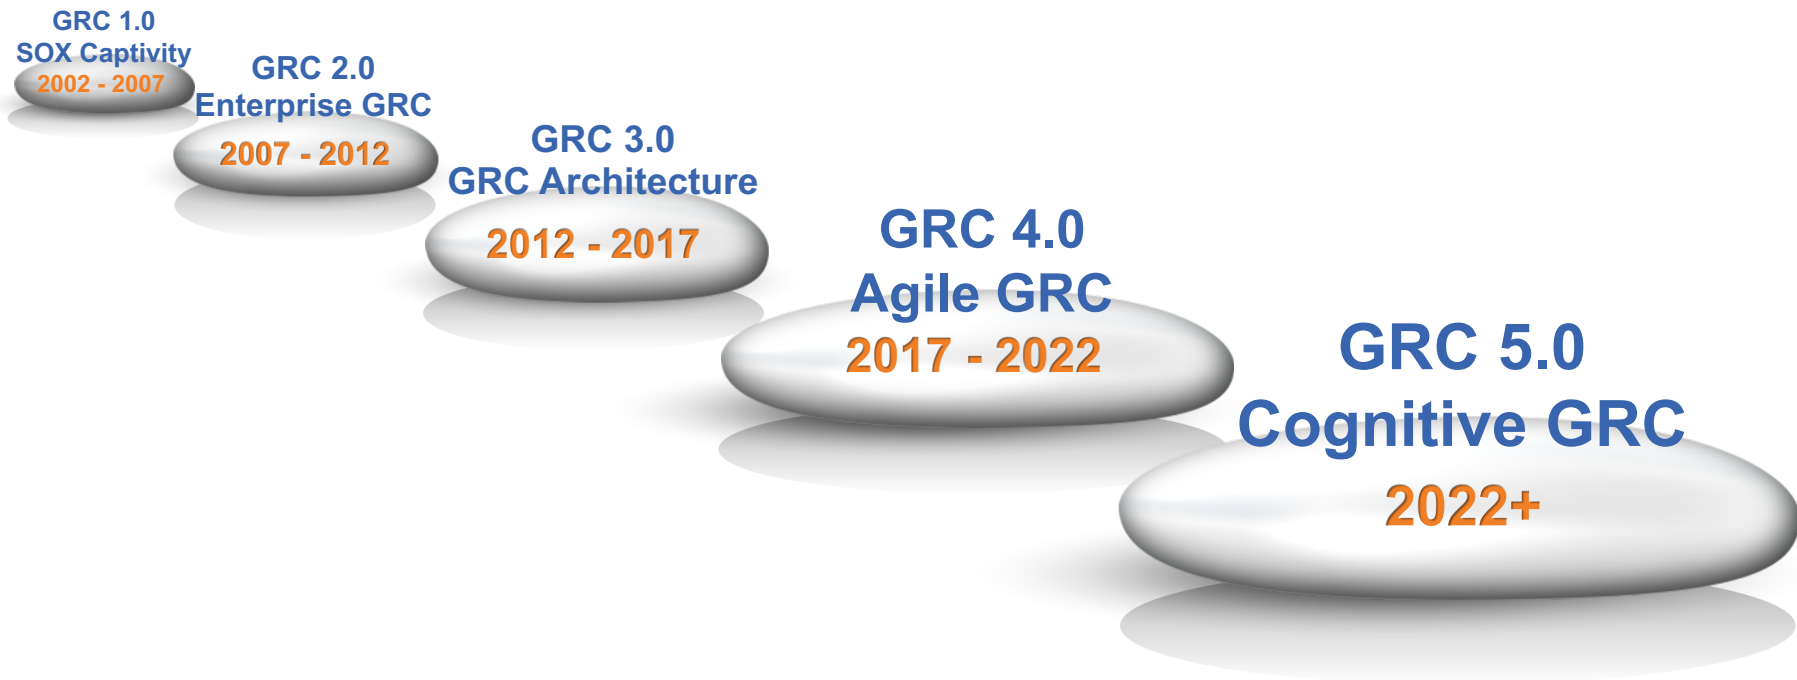 GRC 1.0
SOX Captivity
2002 - 2007
GRC 2.0
Enterprise GRC
2007 - 2012
GRC 3.0
GRC Architecture
2012 - 2017
GRC 4.0
Agile GRC
2017 - 2022
GRC 5.0
Cognitive GRC
2022+